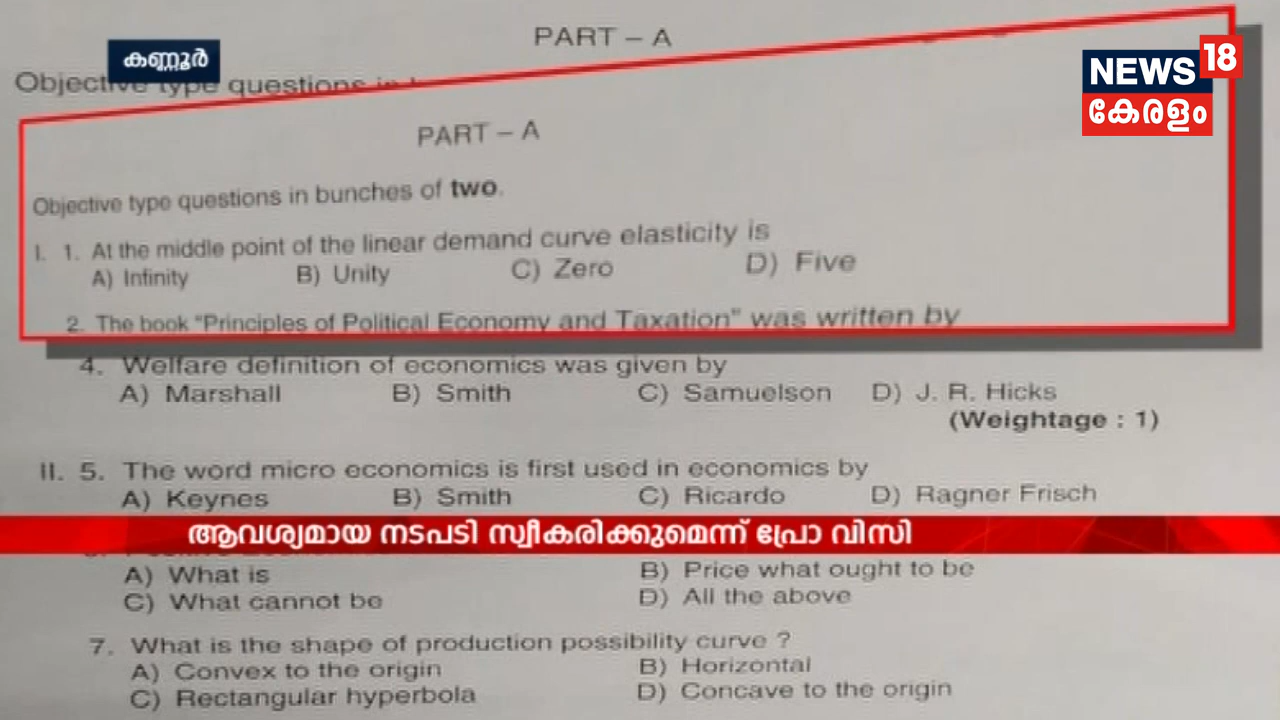 PART – A
കണ്ണൂർ
NEWS 18
കേരളം
Objective type questions in
PART – A
Objective type questions in bunches of two.
I. 1. At the middle point of the linear demand curve elasticity is
A) Infinity B) Unity C) Zero D) Five
2. The book "Principles of Political Economy and Taxation" was written by
4. Welfare definition of economics was given by
A) Marshall B) Smith C) Samuelson D) J. R. Hicks
(Weightage : 1)
II. 5. The word micro economics is first used in economics by
A) Keynes B) Smith C) Ricardo D) Ragner Frisch
ആവശ്യമായ നടപടി സ്വീകരിക്കുമെന്ന് പ്രോ വിസി
A) What is B) Price what ought to be
C) What cannot be D) All the above
7. What is the shape of production possibility curve ?
A) Convex to the origin B) Horizontal
C) Rectangular hyperbola D) Concave to the origin